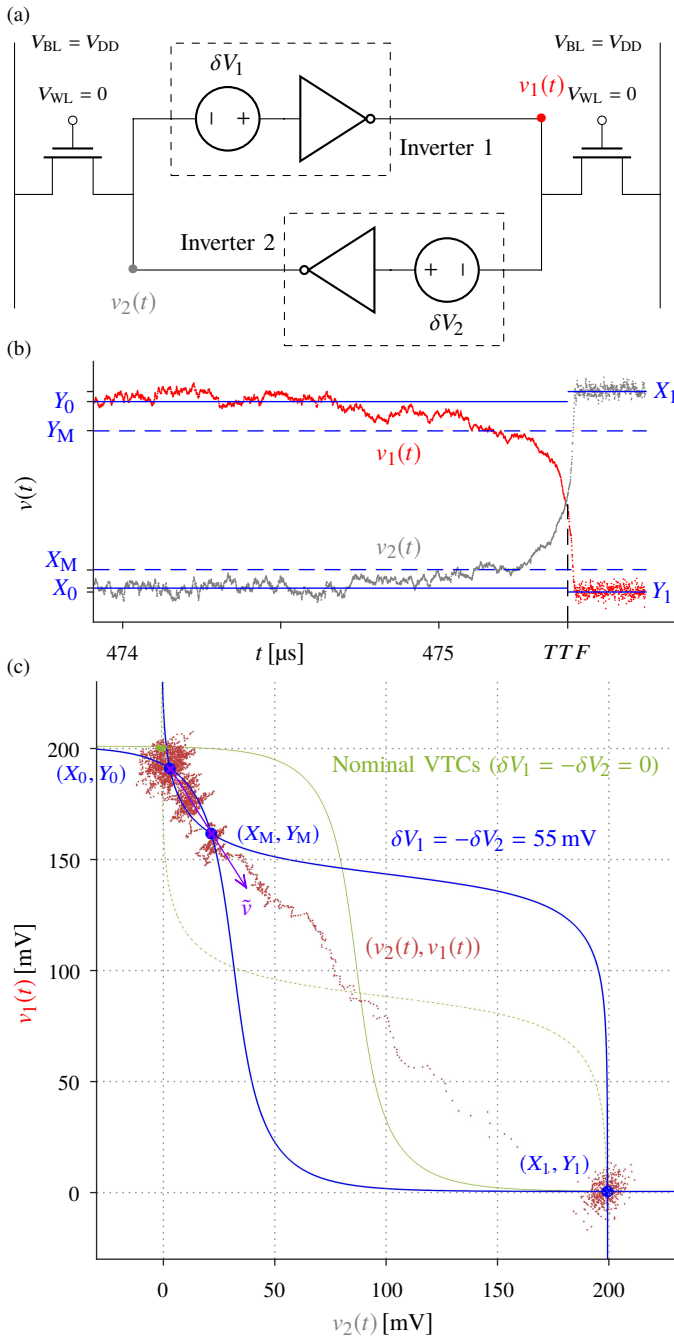 (a)
V_BL = V_DD
V_BL = V_DD
δV_1
v_1(t)
V_WL = 0
V_WL = 0
− +
Inverter 1
Inverter 2
+ −
v_2(t)
δV_2
(b)
Y_0
X_1
Y_M
v_1(t)
v(t)
v_2(t)
X_M
X_0
Y_1
474
t [µs]
475
TTF
(c)
200
(X_0, Y_0)
Nominal VTCs (δV_1 = −δV_2 = 0)
(X_M, Y_M)
δV_1 = −δV_2 = 55 mV
150
ṽ
(v_2(t), v_1(t))
v_1(t) [mV]
100
50
(X_1, Y_1)
0
0
50
100
150
200
v_2(t) [mV]